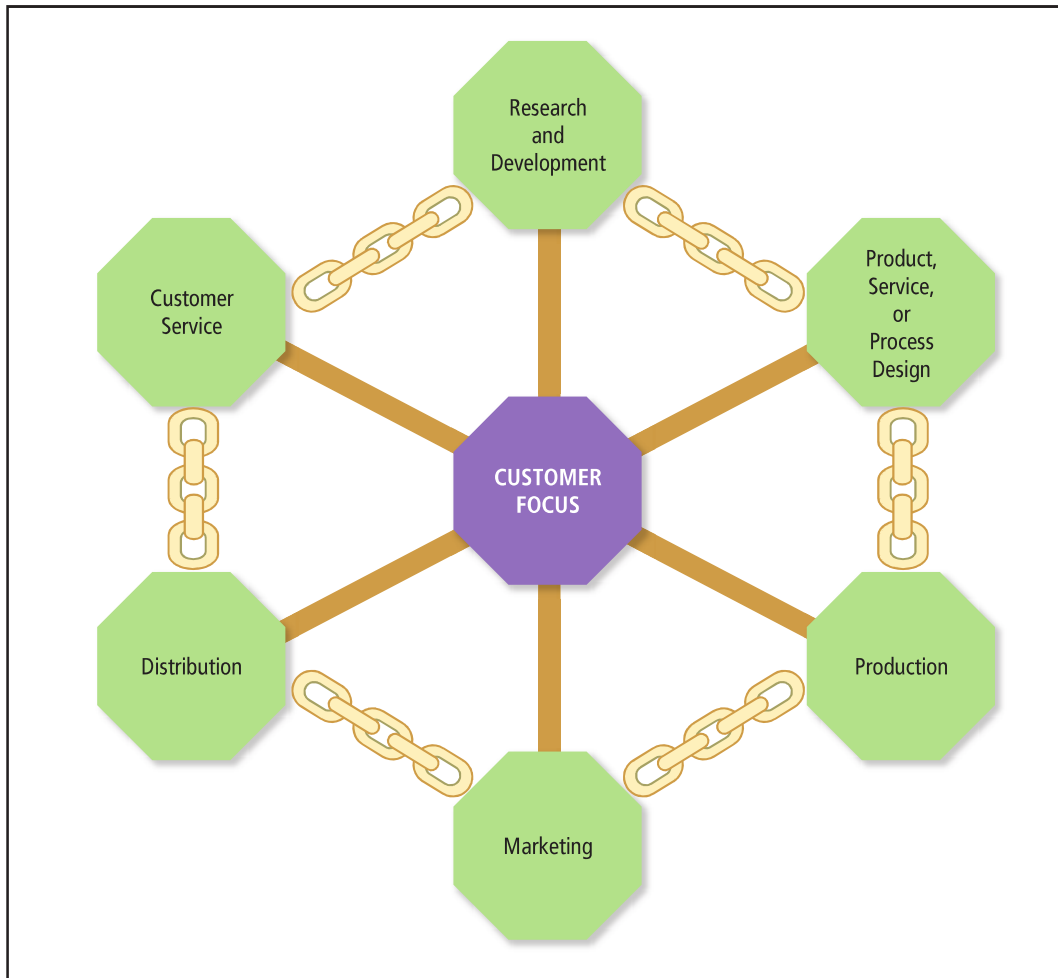 Research
and
Development
Product,
Service,
or
Process
Design
Customer
Service
CUSTOMER
FOCUS
Distribution
Production
Marketing